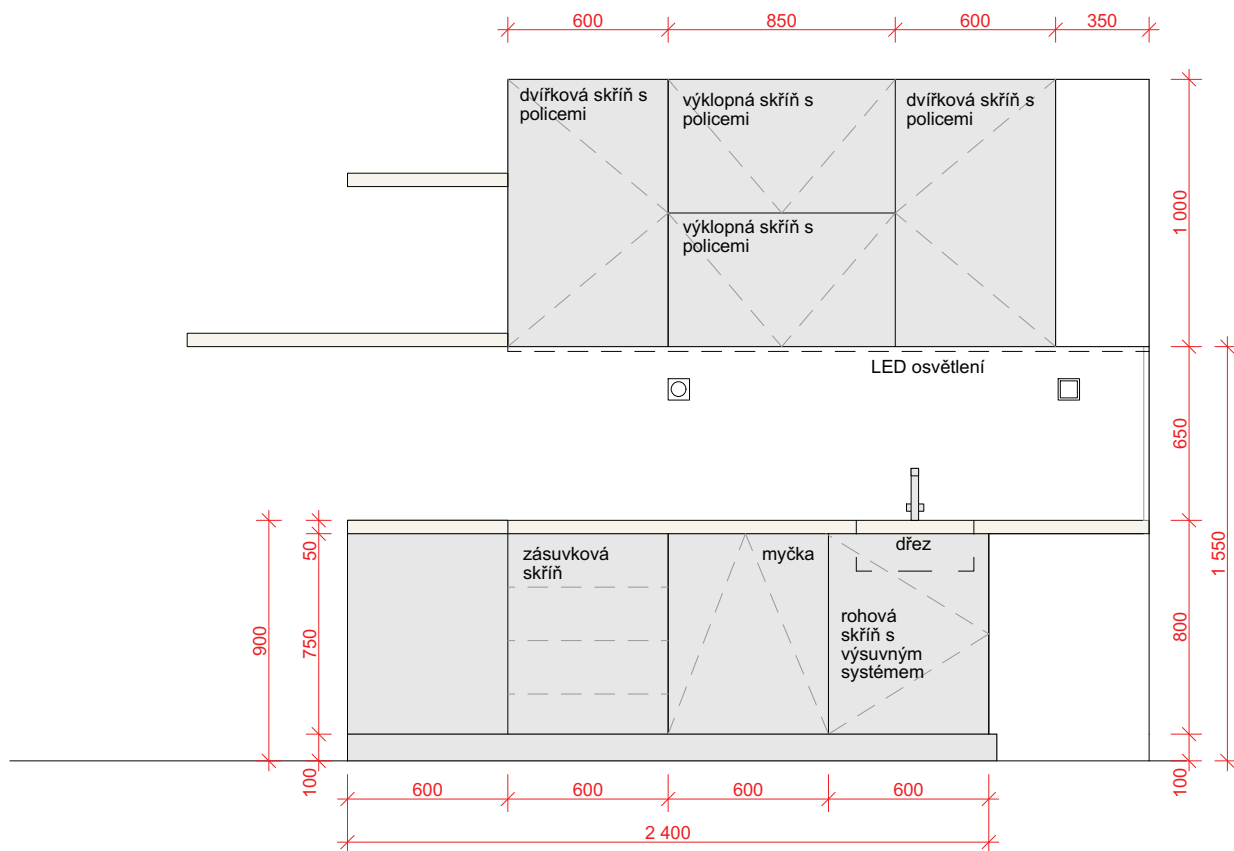 600
850
600
350
dvířková skříň s
policemi
výklopná skříň s
policemi
dvířková skříň s
policemi
1 000
výklopná skříň s
policemi
LED osvětlení
650
1 550
50
zásuvková
skříň
myčka
dřez
900
750
rohová
skříň s
výsuvným
systémem
800
100
100
600
600
600
600
2 400